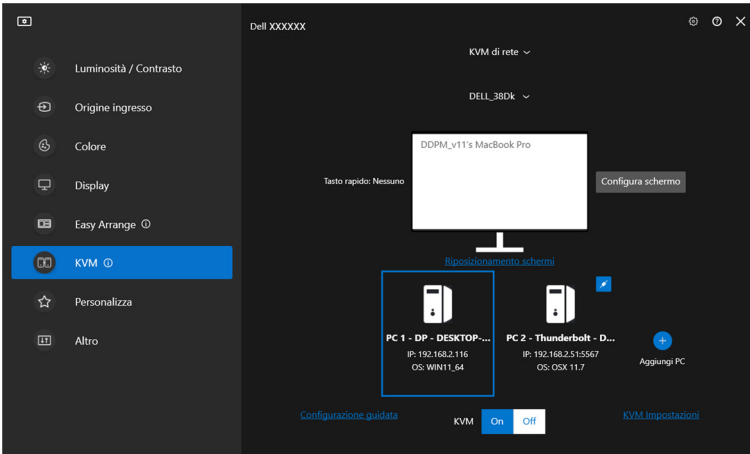 Dell XXXXXX
KVM di rete
DELL_38Dk
Luminosità / Contrasto
Origine ingresso
Colore
Display
Easy Arrange
KVM
Personalizza
Altro
DDPM_v11's MacBook Pro
Tasto rapido: Nessuno
Configura schermo
Riposizionamento schermi
PC 1 - DP - DESKTOP-...
IP: 192.168.2.116
OS: WIN11_64
PC 2 - Thunderbolt - D...
IP: 192.168.2.51:5567
OS: OSX 11.7
Aggiungi PC
Configurazione guidata
KVM
On
Off
KVM Impostazioni